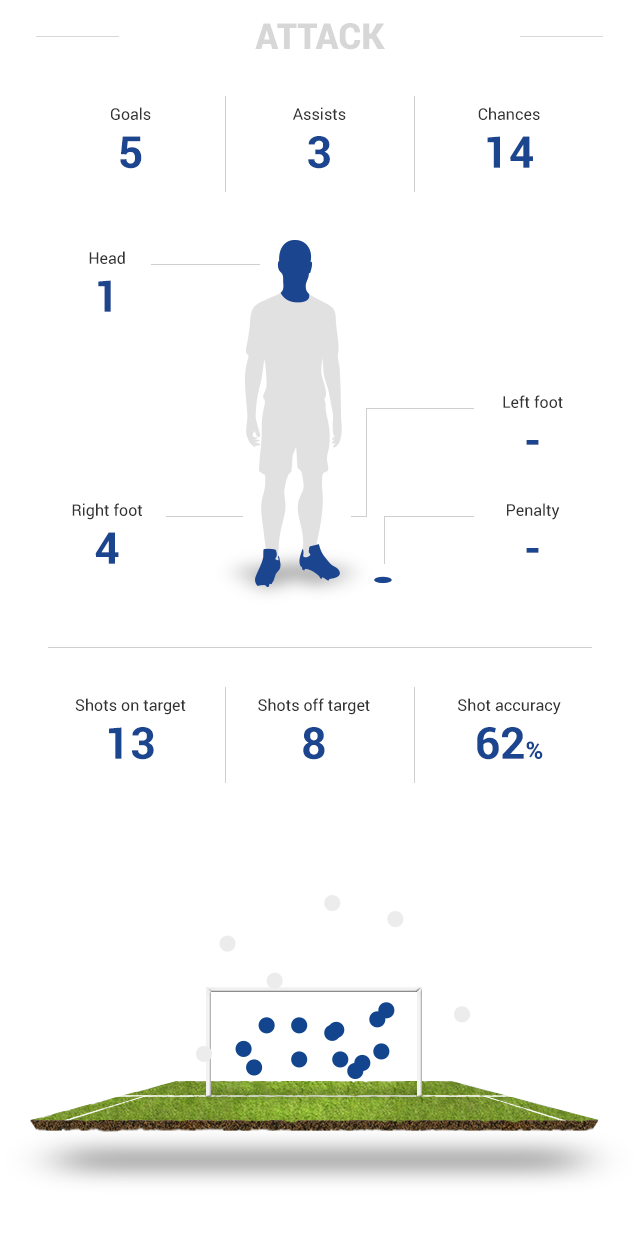 ATTACK
Goals
5
Assists
3
Chances
14
Head
1
Left foot
-
Right foot
4
Penalty
-
Shots on target
13
Shots off target
8
Shot accuracy
62%